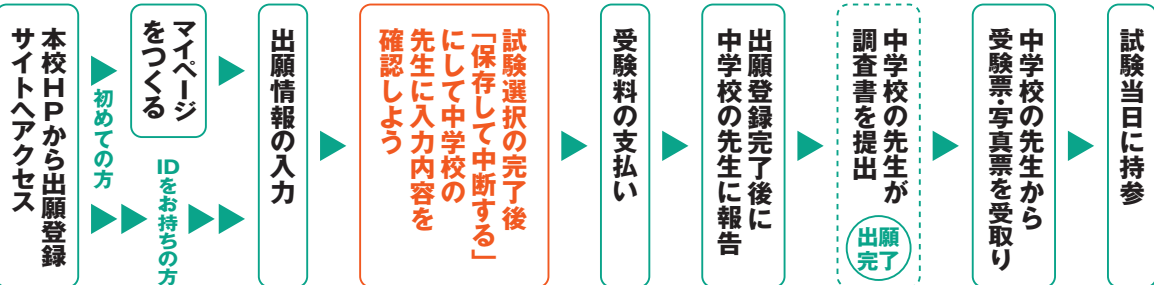 本校HPから出願登録
サイトへアクセス
初めての方
マイページ
をつくる
IDをお持ちの方
出願情報の入力
試験選択の完了後
「保存して中断する」
にして中学校の
先生に入力内容を
確認しよう
受験料の支払い
出願登録完了後に
中学校の先生に報告
中学校の先生が
調査書を提出
出願
完了
中学校の先生から
受験票・写真票を受取り
試験当日に持参